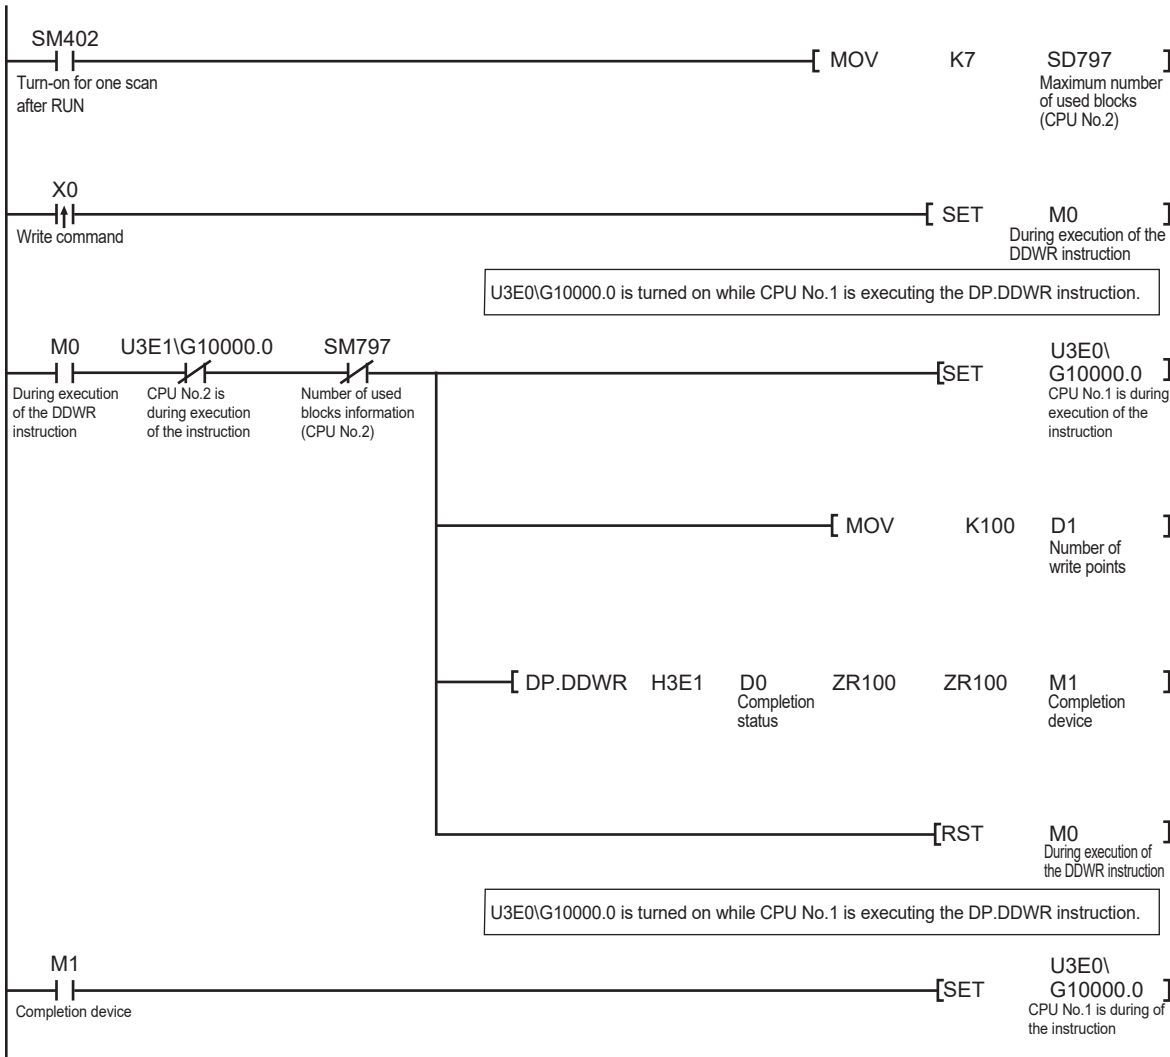 SM402
MOV K7 SD797
Turn-on for one scan
after RUN
Maximum number
of used blocks
(CPU No.2)
X0
SET M0
Write command
During execution of the
DDWR instruction
U3E0\G10000.0 is turned on while CPU No.1 is executing the DP.DDWR instruction.
M0 U3E1\G10000.0 SM797
SET U3E0\
G10000.0
During execution
of the DDWR
instruction
CPU No.2 is
during execution
of the instruction
Number of used
blocks information
(CPU No.2)
CPU No.1 is during
execution of the
instruction
MOV K100 D1
Number of
write points
DP.DDWR H3E1 D0 ZR100 ZR100 M1
Completion
status
Completion
device
RST M0
During execution of
the DDWR instruction
U3E0\G10000.0 is turned on while CPU No.1 is executing the DP.DDWR instruction.
M1
SET U3E0\
G10000.0
Completion device
CPU No.1 is during of
the instruction